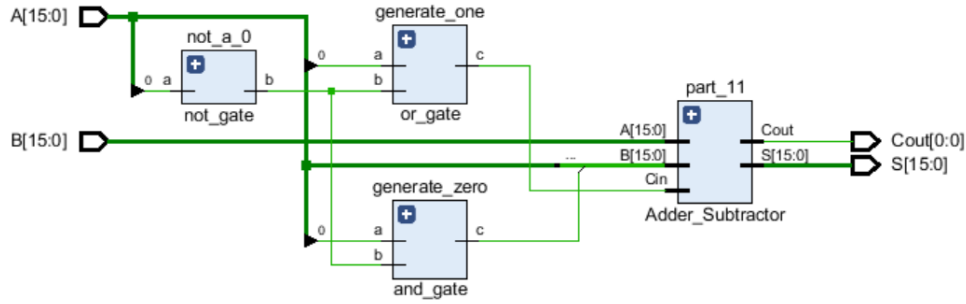 A[15:0]
generate_one
not_a_0
0
a
c
0
a
b
b
not_gate
or_gate
part_11
B[15:0]
A[15:0]
Cout
Cout[0:0]
...
B[15:0]
S[15:0]
S[15:0]
Cin
generate_zero
Adder_Subtractor
0
a
c
b
and_gate